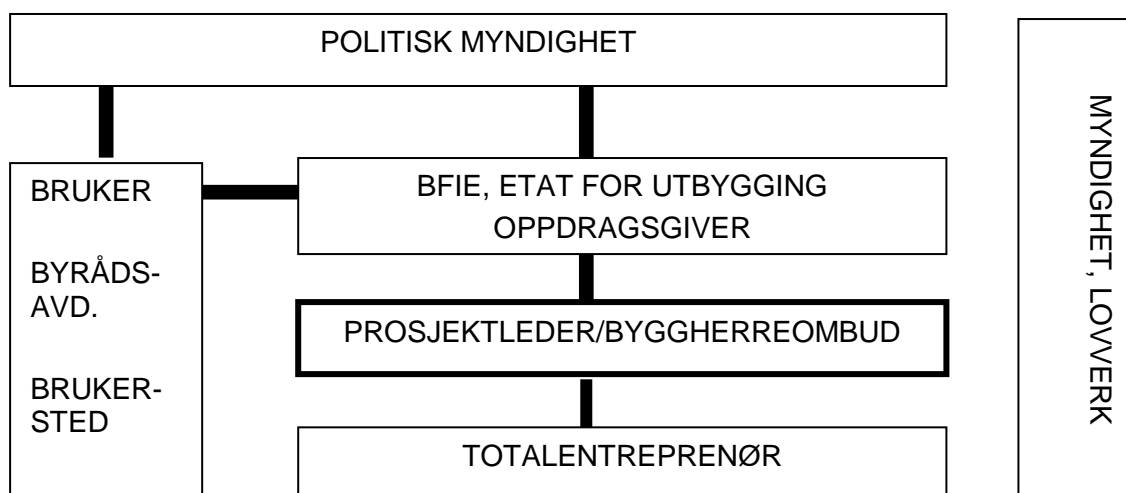 POLITISK MYNDIGHET
BRUKER
BYRÅDS-
AVD.
BRUKER-
STED
BFIE, ETAT FOR UTBYGGING
OPPDRAGSGIVER
PROSJEKTLEDER/BYGGHERREOMBUD
TOTALENTREPRENØR
MYNDIGHET, LOVVERK